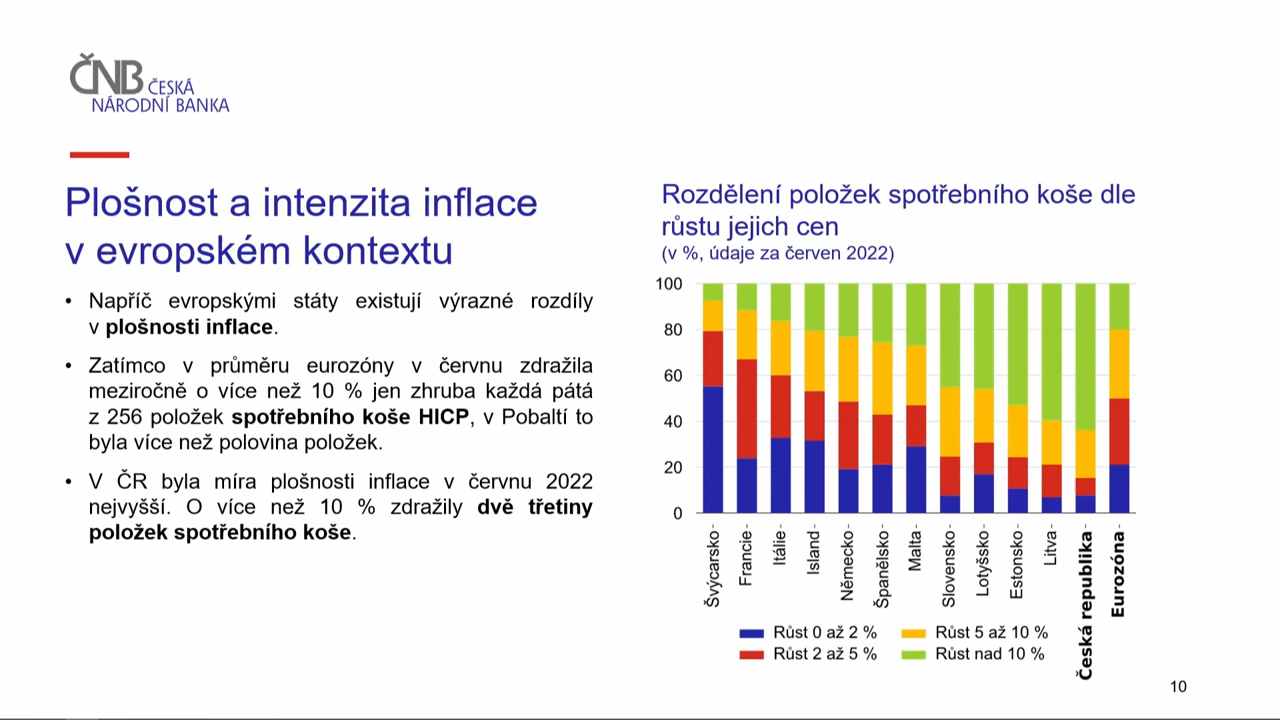 ČNB ČESKÁ
NÁRODNÍ BANKA
Plošnost a intenzita inflace
v evropském kontextu
• Napříč evropskými státy existují výrazné rozdíly
v plošnosti inflace.
• Zatímco v průměru eurozóny v červnu zdražila
meziročně o více než 10 % jen zhruba každá pátá
z 256 položek spotřebního koše HICP, v Pobaltí to
byla více než polovina položek.
• V ČR byla míra plošnosti inflace v červnu 2022
nejvyšší. O více než 10 % zdražily dvě třetiny
položek spotřebního koše.
Rozdělení položek spotřebního koše dle
růstu jejich cen
(v %, údaje za červen 2022)
100
80
60
40
20
0
Švýcarsko
Francie
Itálie
Island
Německo
Španělsko
Malta
Slovensko
Lotyšsko
Estonsko
Litva
Česká republika
Eurozóna
Růst 0 až 2 %
Růst 5 až 10 %
Růst 2 až 5 %
Růst nad 10 %
10